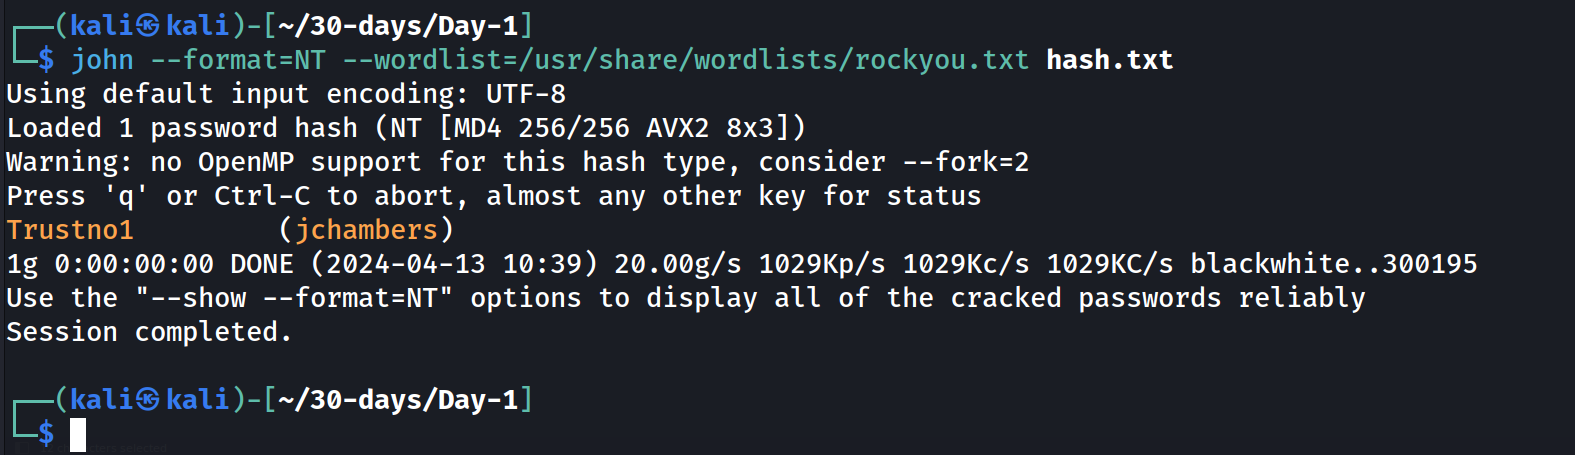 (kali㉿kali)-[~/30-days/Day-1]
$ john --format=NT --wordlist=/usr/share/wordlists/rockyou.txt hash.txt
Using default input encoding: UTF-8
Loaded 1 password hash (NT [MD4 256/256 AVX2 8x3])
Warning: no OpenMP support for this hash type, consider --fork=2
Press 'q' or Ctrl-C to abort, almost any other key for status
Trustno1         (jchambers)
1g 0:00:00:00 DONE (2024-04-13 10:39) 20.00g/s 1029Kp/s 1029Kc/s 1029KC/s blackwhite..300195
Use the "--show --format=NT" options to display all of the cracked passwords reliably
Session completed.
(kali㉿kali)-[~/30-days/Day-1]
$